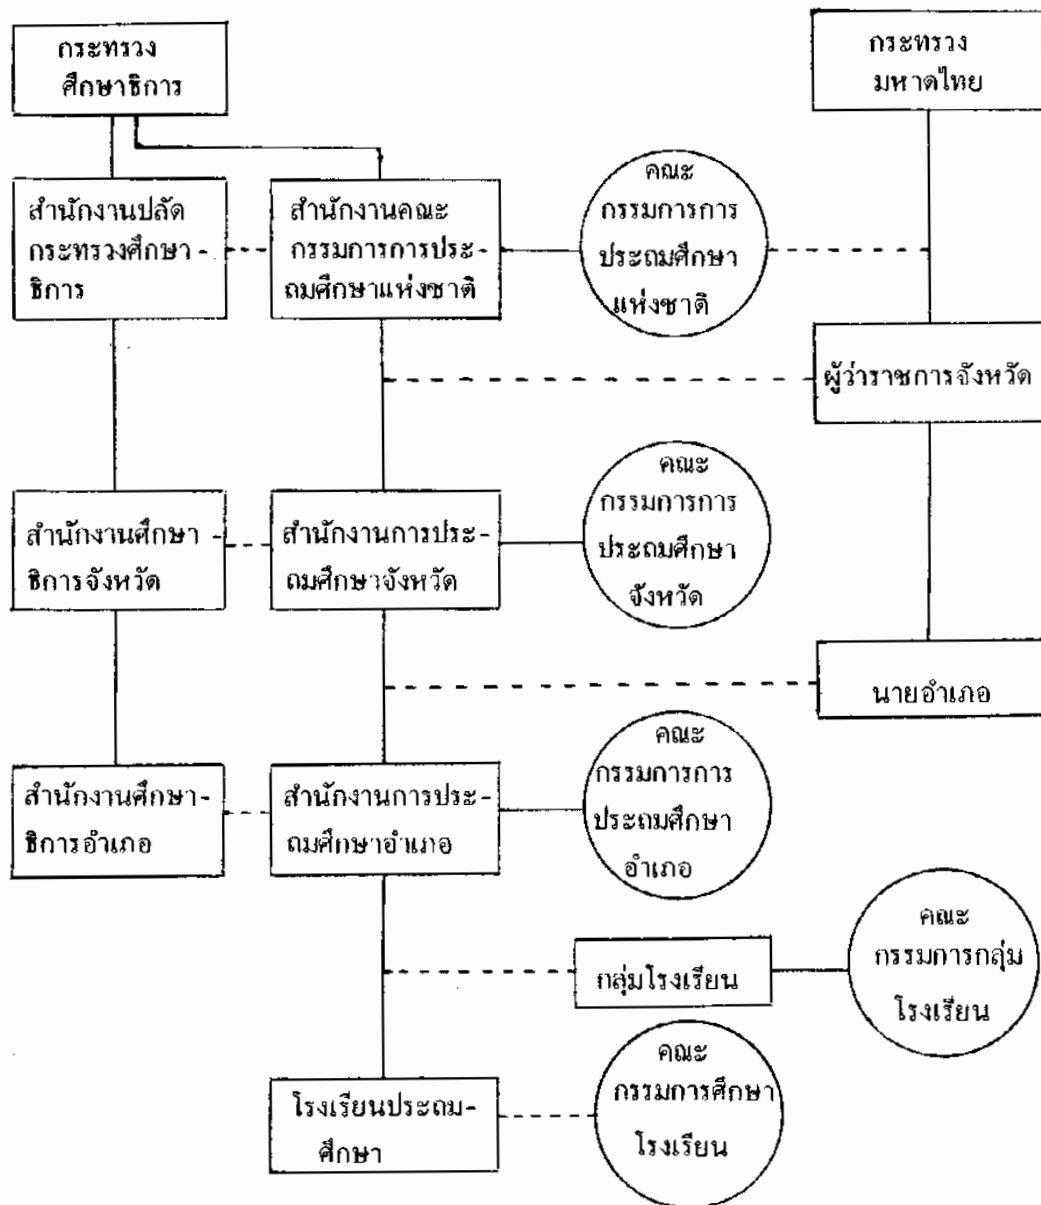 กระทรวง
ศึกษาธิการ
กระทรวง
มหาดไทย
สำนักงานปลัด
กระทรวงศึกษา-
ธิการ
สำนักงานคณะ
กรรมการการประ-
ถมศึกษาแห่งชาติ
คณะ
กรรมการการ
ประถมศึกษา
แห่งชาติ
ผู้ว่าราชการจังหวัด
สำนักงานศึกษา-
ธิการจังหวัด
สำนักงานการประ-
ถมศึกษาจังหวัด
คณะ
กรรมการการ
ประถมศึกษา
จังหวัด
นายอำเภอ
สำนักงานศึกษา-
ธิการอำเภอ
สำนักงานการประ-
ถมศึกษาอำเภอ
คณะ
กรรมการการ
ประถมศึกษา
อำเภอ
กลุ่มโรงเรียน
คณะ
กรรมการกลุ่ม
โรงเรียน
โรงเรียนประถม-
ศึกษา
คณะ
กรรมการศึกษา
โรงเรียน